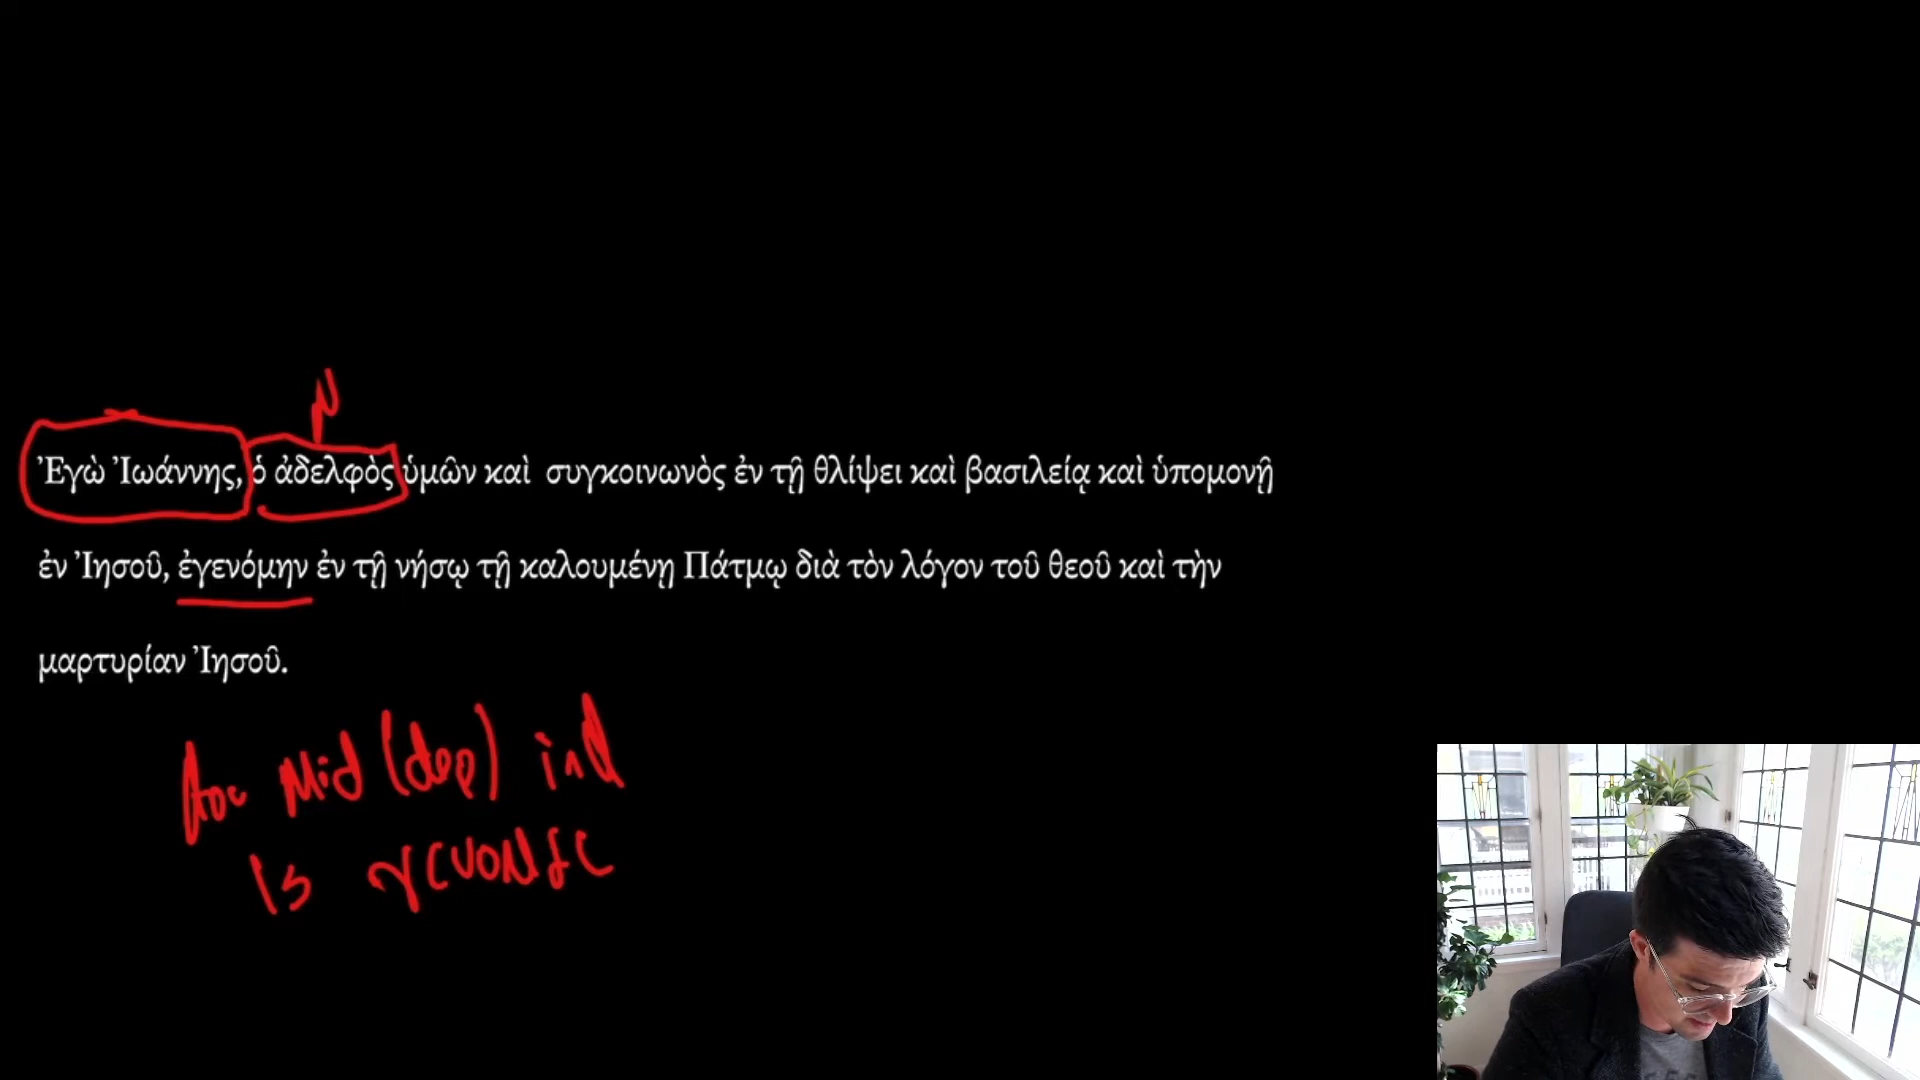 N
Ἐγὼ Ἰωάννης, ὁ ἀδελφὸς ὑμῶν καὶ συγκοινωνὸς ἐν τῇ θλίψει καὶ βασιλείᾳ καὶ ὑπομονῇ
ἐν Ἰησοῦ, ἐγενόμην ἐν τῇ νήσῳ τῇ καλουμένῃ Πάτμῳ διὰ τὸν λόγον τοῦ θεοῦ καὶ τὴν
μαρτυρίαν Ἰησοῦ.
Mid (dep) ind
1s